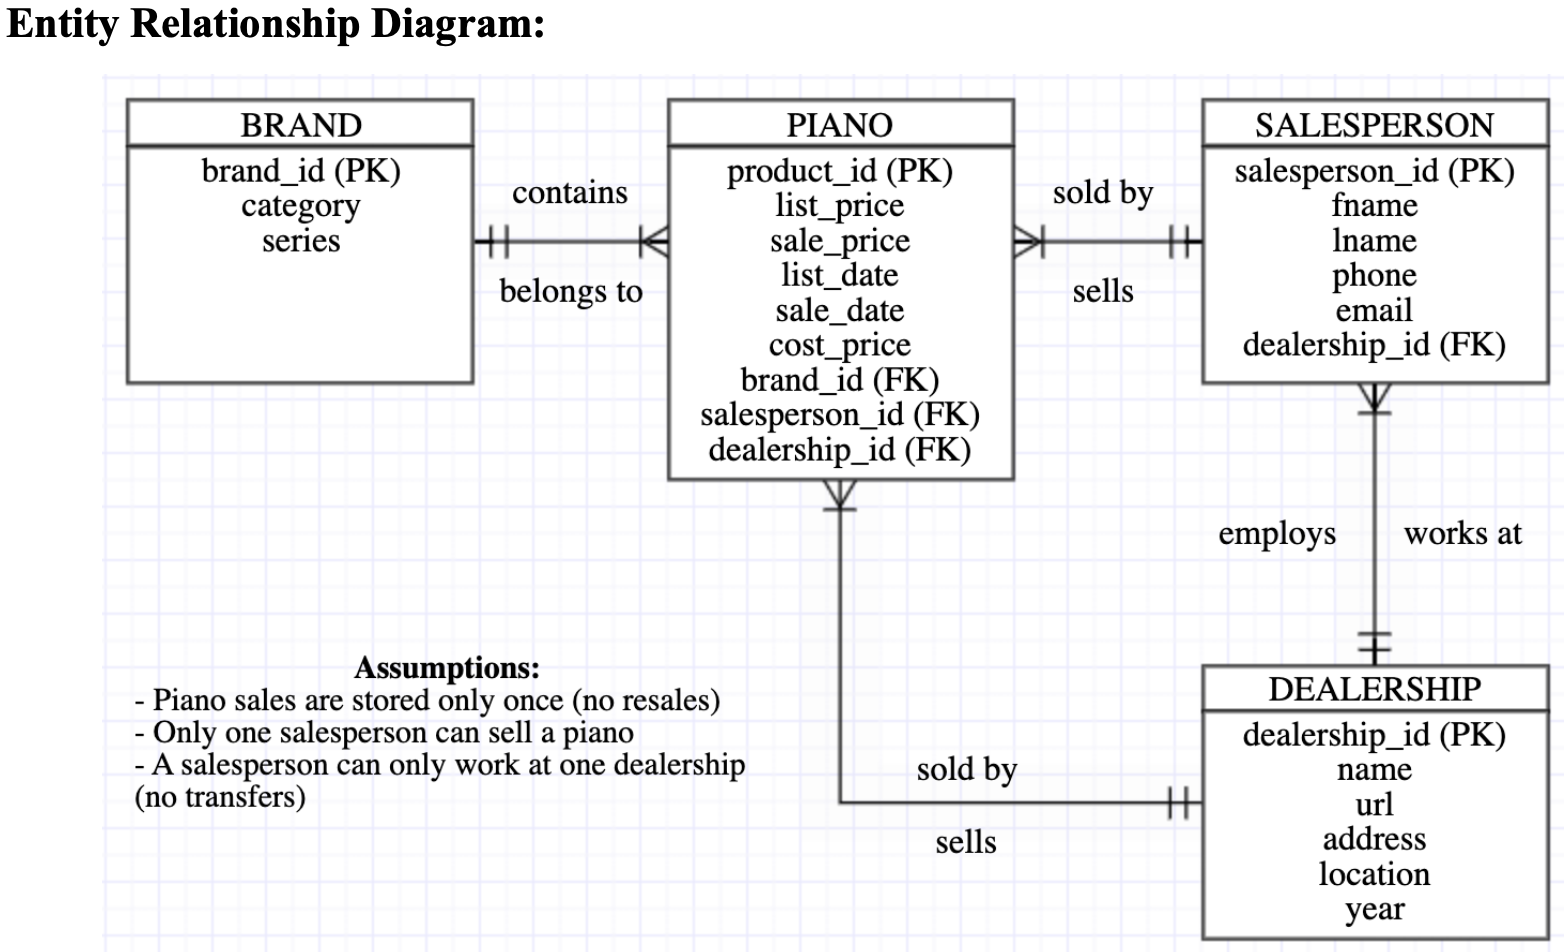 Entity Relationship Diagram:
BRAND
brand_id (PK)
category
series
contains
belongs to
PIANO
product_id (PK)
list_price
sale_price
list_date
sale_date
cost_price
brand_id (FK)
salesperson_id (FK)
dealership_id (FK)
sold by
sells
SALESPERSON
salesperson_id (PK)
fname
lname
phone
email
dealership_id (FK)
employs
works at
Assumptions:
- Piano sales are stored only once (no resales)
- Only one salesperson can sell a piano
- A salesperson can only work at one dealership
(no transfers)
sold by
sells
DEALERSHIP
dealership_id (PK)
name
url
address
location
year